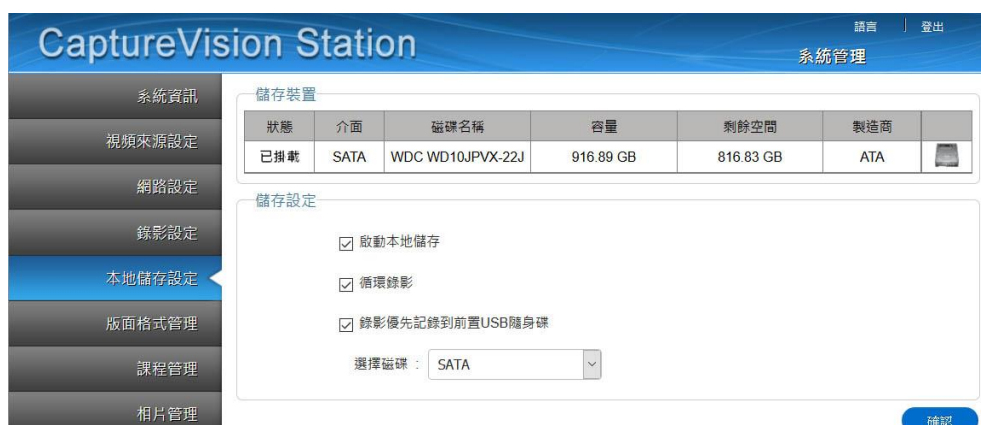 CaptureVision Station
語言 | 登出
系統管理
系統資訊
視頻來源設定
網路設定
錄影設定
本地儲存設定
版面格式管理
課程管理
相片管理
儲存裝置
狀態 介面 磁碟名稱 容量 剩餘空間 製造商
已掛載 SATA WDC WD10JPVX-22J 916.89 GB 816.83 GB ATA
儲存設定
啟動本地儲存
循環錄影
錄影優先記錄到前置USB隨身碟
選擇磁碟 : SATA
確認